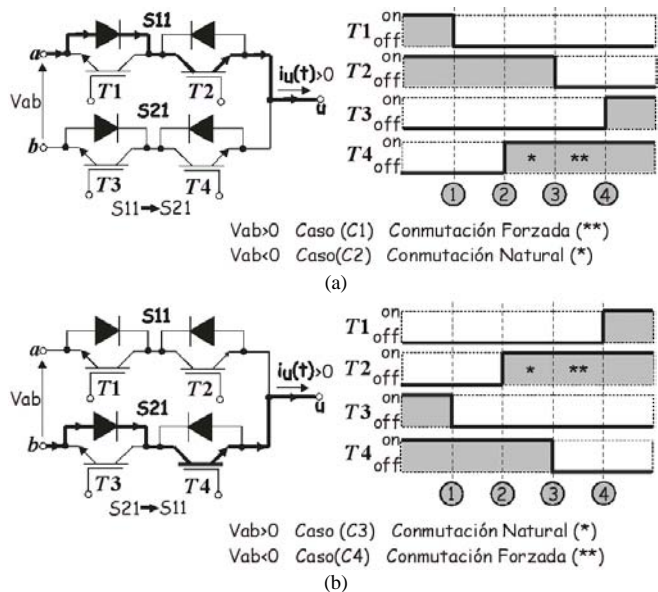 S11
a
Vab
T1
T2
iu(t)>0
u
S21
b
T3
T4
S11→S21
T1 on
off
T2 on
off
T3 on
off
T4 on
off
* **
1 2 3 4
Vab>0 Caso (C1) Conmutación Forzada (**)
Vab<0 Caso(C2) Conmutación Natural (*)
(a)
S11
a
Vab
T1
T2
iu(t)>0
u
S21
b
T3
T4
S21→S11
T1 on
off
T2 on
off
* **
T3 on
off
T4 on
off
1 2 3 4
Vab>0 Caso (C3) Conmutación Natural (*)
Vab<0 Caso(C4) Conmutación Forzada (**)
(b)